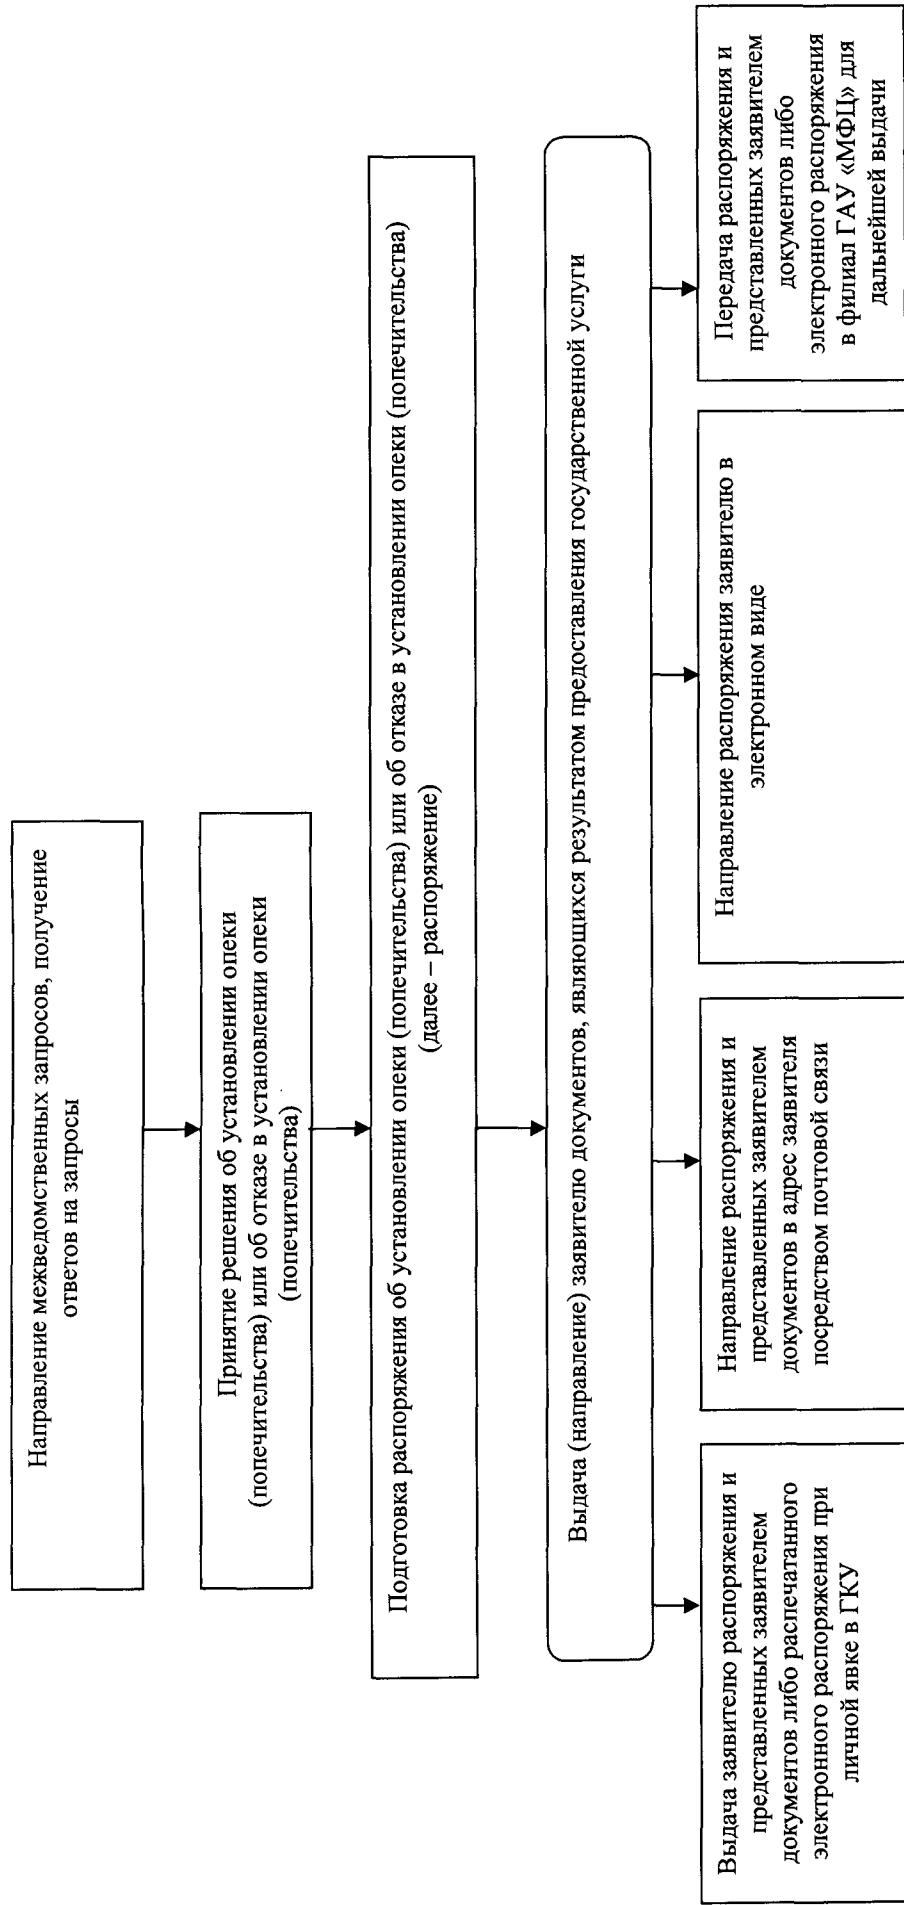 Направление межведомственных запросов, получение
ответов на запросы
Принятие решения об установлении опеки
(попечительства) или об отказе в установлении опеки
(попечительства)
Подготовка распоряжения об установлении опеки (попечительства) или об отказе в установлении опеки (попечительства)
(далее – распоряжение)
Выдача (направление) заявителю документов, являющихся результатом предоставления государственной услуги
Выдача заявителю распоряжения и
представленных заявителем
документов либо распечатанного
электронного распоряжения при
личной явке в ГКУ
Направление распоряжения и
представленных заявителем
документов в адрес заявителя
посредством почтовой связи
Направление распоряжения заявителю в
электронном виде
Передача распоряжения и
представленных заявителем
документов либо
электронного распоряжения
в филиал ГАУ «МФЦ» для
дальнейшей выдачи